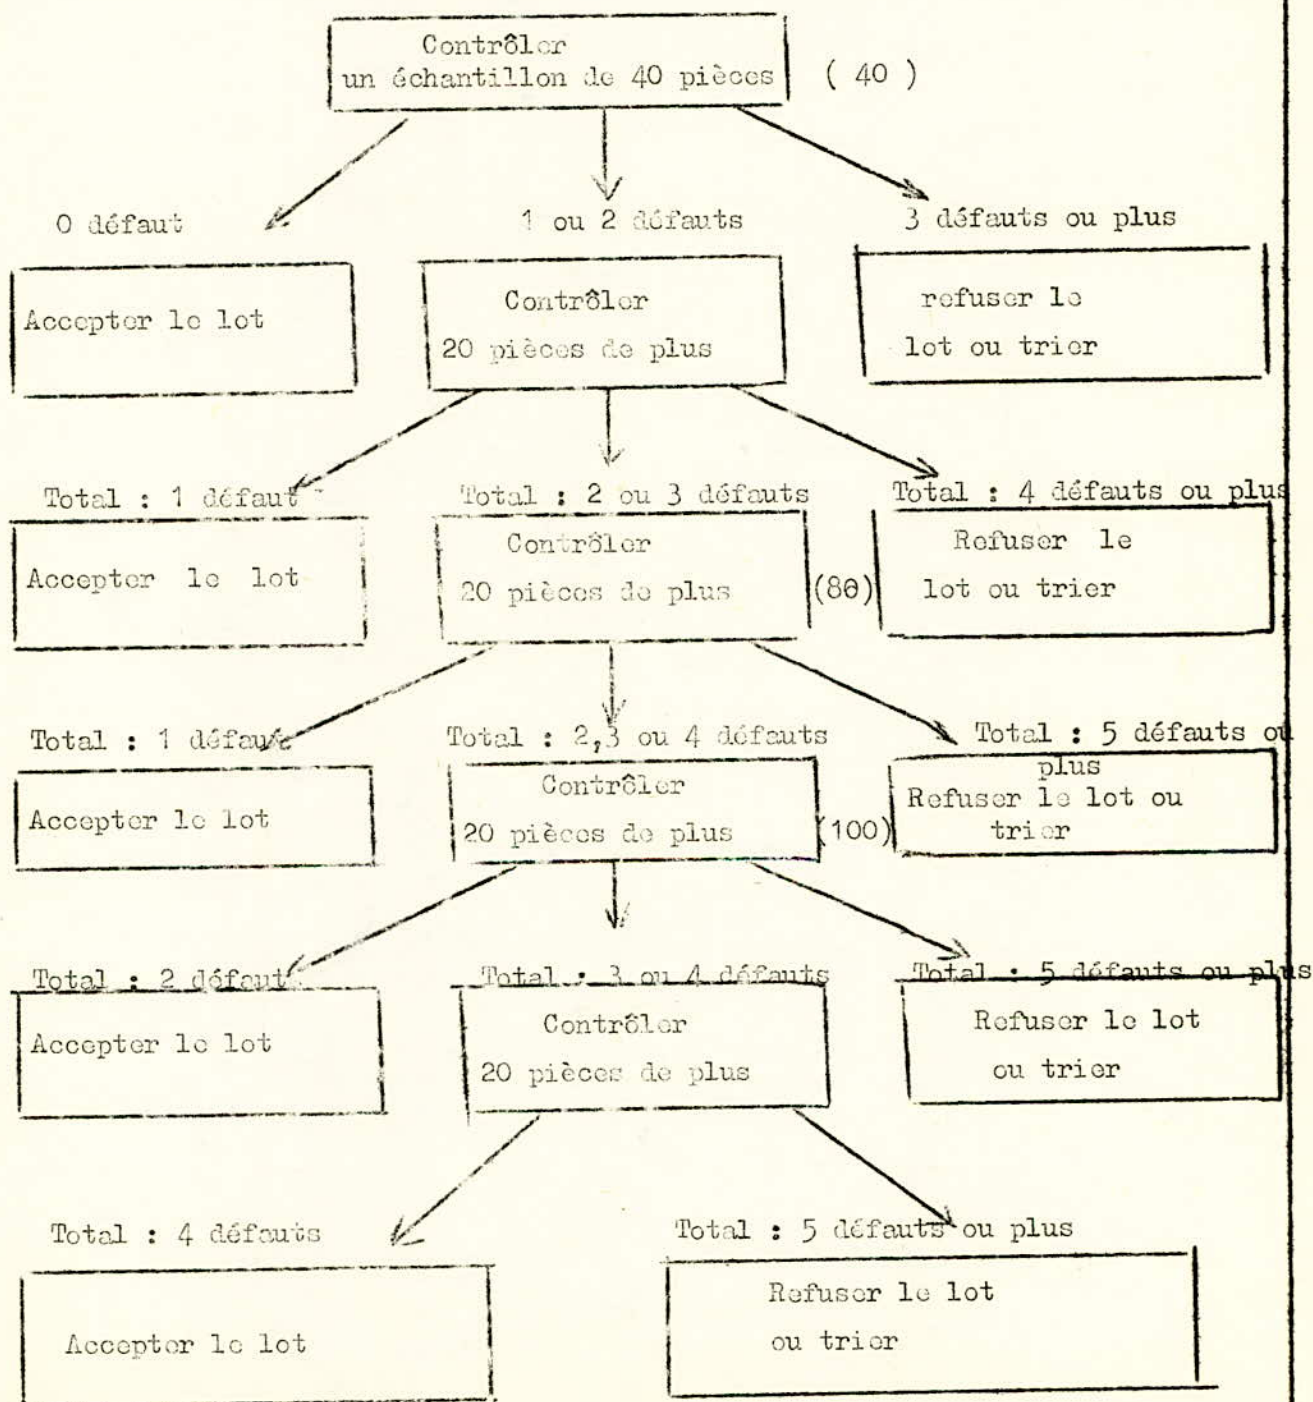 Contrôler
un échantillon de 40 pièces
( 40 )
0 défaut
1 ou 2 défauts
3 défauts ou plus
Accepter le lot
Contrôler
20 pièces de plus
refuser le
lot ou trier
Total : 1 défaut
Total : 2 ou 3 défauts
Total : 4 défauts ou plus
Accepter le lot
Contrôler
20 pièces de plus
(80)
Refuser le
lot ou trier
Total : 1 défaut
Total : 2,3 ou 4 défauts
Total : 5 défauts ou
plus
Accepter le lot
Contrôler
20 pièces de plus
(100)
Refuser le lot ou
trier
Total : 2 défaut
Total : 3 ou 4 défauts
Total : 5 défauts ou plus
Accepter le lot
Contrôler
20 pièces de plus
Refuser le lot
ou trier
Total : 4 défauts
Total : 5 défauts ou plus
Accepter le lot
Refuser le lot
ou trier